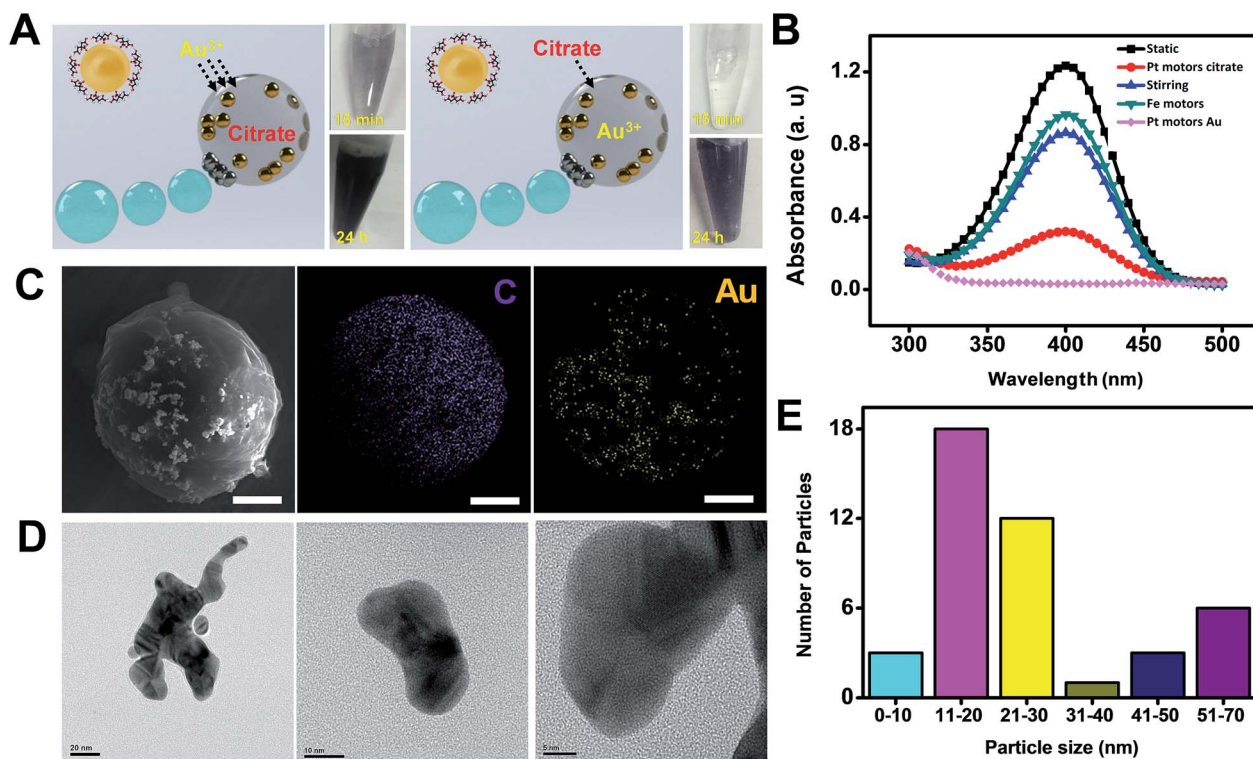 A
Au3+
Citrate
15 min
24 h
Citrate
Au3+
15 min
24 h
B
Absorbance (a. u)
1.2
0.8
0.4
0.0
300
350
400
450
500
Wavelength (nm)
Static
Pt motors citrate
Stirring
Fe motors
Pt motors Au
C
C
Au
D
20 nm
10 nm
5 nm
E
Number of Particles
18
12
6
0
0-10
11-20
21-30
31-40
41-50
51-70
Particle size (nm)